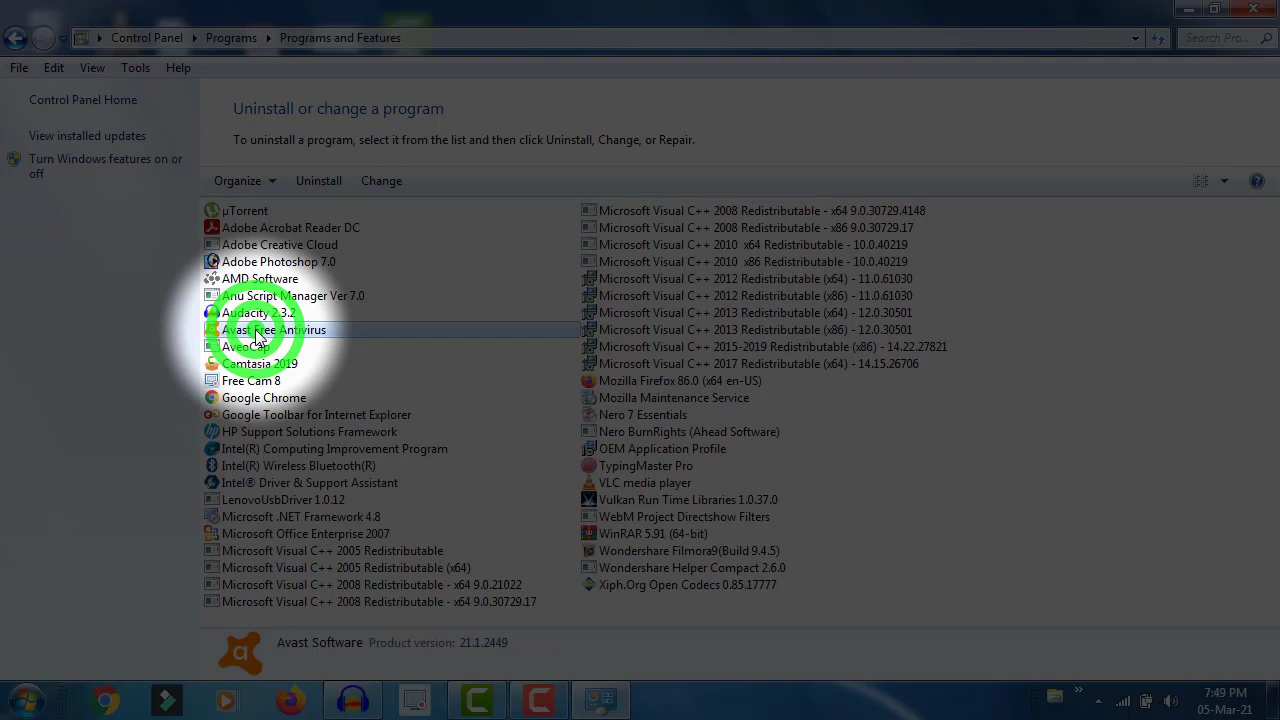 Control Panel Programs Programs and Features
Search Pro...
File Edit View Tools Help
Control Panel Home
View installed updates
Turn Windows features on or
off
Uninstall or change a program
To uninstall a program, select it from the list and then click Uninstall, Change, or Repair.
Organize Uninstall Change
µTorrent
Adobe Acrobat Reader DC
Adobe Creative Cloud
Adobe Photoshop 7.0
AMD Software
Anu Script Manager Ver 7.0
Audacity 2.3.2
Avast Free Antivirus
AveoCap
Camtasia 2019
Free Cam 8
Google Chrome
Google Toolbar for Internet Explorer
HP Support Solutions Framework
Intel(R) Computing Improvement Program
Intel(R) Wireless Bluetooth(R)
Intel® Driver & Support Assistant
LenovoUsbDriver 1.0.12
Microsoft .NET Framework 4.8
Microsoft Office Enterprise 2007
Microsoft Visual C++ 2005 Redistributable
Microsoft Visual C++ 2005 Redistributable (x64)
Microsoft Visual C++ 2008 Redistributable - x64 9.0.21022
Microsoft Visual C++ 2008 Redistributable - x64 9.0.30729.17
Microsoft Visual C++ 2008 Redistributable - x64 9.0.30729.4148
Microsoft Visual C++ 2008 Redistributable - x86 9.0.30729.17
Microsoft Visual C++ 2010 x64 Redistributable - 10.0.40219
Microsoft Visual C++ 2010 x86 Redistributable - 10.0.40219
Microsoft Visual C++ 2012 Redistributable (x64) - 11.0.61030
Microsoft Visual C++ 2012 Redistributable (x86) - 11.0.61030
Microsoft Visual C++ 2013 Redistributable (x64) - 12.0.30501
Microsoft Visual C++ 2013 Redistributable (x86) - 12.0.30501
Microsoft Visual C++ 2015-2019 Redistributable (x86) - 14.22.27821
Microsoft Visual C++ 2017 Redistributable (x64) - 14.15.26706
Mozilla Firefox 86.0 (x64 en-US)
Mozilla Maintenance Service
Nero 7 Essentials
Nero BurnRights (Ahead Software)
OEM Application Profile
TypingMaster Pro
VLC media player
Vulkan Run Time Libraries 1.0.37.0
WebM Project Directshow Filters
WinRAR 5.91 (64-bit)
Wondershare Filmora9(Build 9.4.5)
Wondershare Helper Compact 2.6.0
Xiph.Org Open Codecs 0.85.17777
Avast Software Product version: 21.1.2449
7:49 PM
05-Mar-21